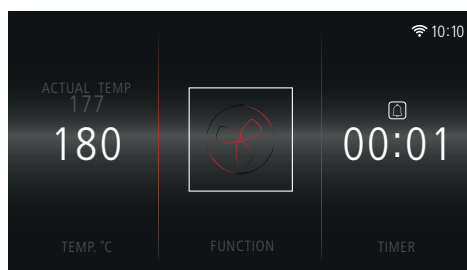 10:10
ACTUAL TEMP
177
180
00:01
TEMP. °C
FUNCTION
TIMER